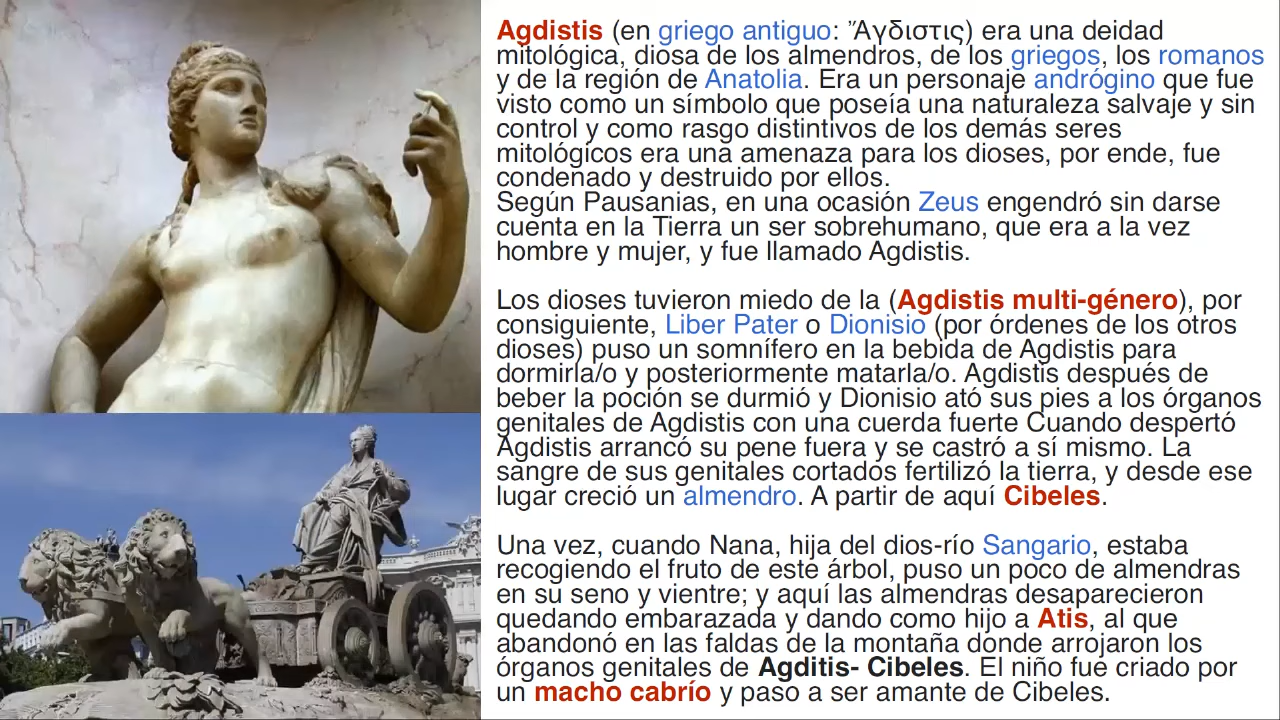 Agdistis (en griego antiguo: Ἄγδιστις) era una deidad
mitológica, diosa de los almendros, de los griegos, los romanos
y de la región de Anatolia. Era un personaje andrógino que fue
visto como un símbolo que poseía una naturaleza salvaje y sin
control y como rasgo distintivos de los demás seres
mitológicos era una amenaza para los dioses, por ende, fue
condenado y destruido por ellos.
Según Pausanias, en una ocasión Zeus engendró sin darse
cuenta en la Tierra un ser sobrehumano, que era a la vez
hombre y mujer, y fue llamado Agdistis.
Los dioses tuvieron miedo de la (Agdistis multi-género), por
consiguiente, Liber Pater o Dionisio (por órdenes de los otros
dioses) puso un somnífero en la bebida de Agdistis para
dormirla/o y posteriormente matarla/o. Agdistis después de
beber la poción se durmió y Dionisio ató sus pies a los órganos
genitales de Agdistis con una cuerda fuerte Cuando despertó
Agdistis arrancó su pene fuera y se castró a sí mismo. La
sangre de sus genitales cortados fertilizó la tierra, y desde ese
lugar creció un almendro. A partir de aquí Cibeles.
Una vez, cuando Nana, hija del dios-río Sangario, estaba
recogiendo el fruto de este árbol, puso un poco de almendras
en su seno y vientre; y aquí las almendras desaparecieron
quedando embarazada y dando como hijo a Atis, al que
abandonó en las faldas de la montaña donde arrojaron los
órganos genitales de Agditis- Cibeles. El niño fue criado por
un macho cabrío y paso a ser amante de Cibeles.